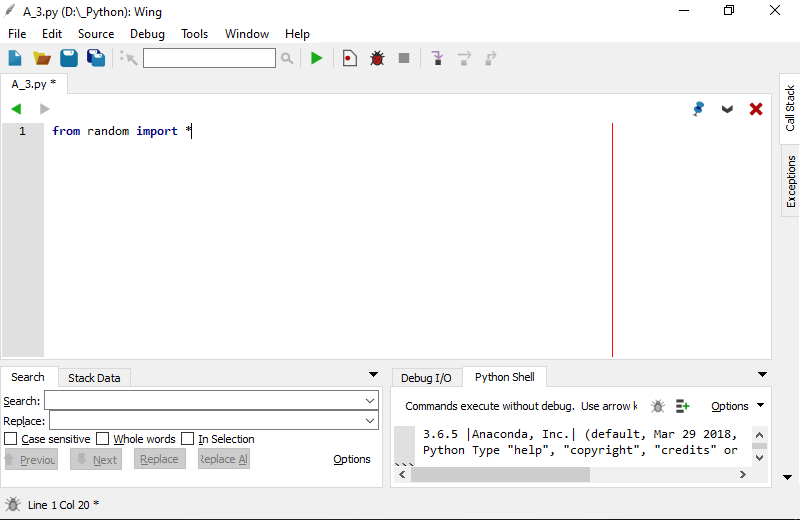 A_3.py (D:\_Python): Wing
File Edit Source Debug Tools Window Help
A_3.py *
Call Stack
Exceptions
1 from random import *
Search Stack Data
Search:
Replace:
Case sensitive Whole words In Selection
Previou Next Replace Replace Al
Options
Debug I/O Python Shell
Commands execute without debug. Use arrow k Options
3.6.5 |Anaconda, Inc.| (default, Mar 29 2018,
Python Type "help", "copyright", "credits" or
>>>
Line 1 Col 20 *